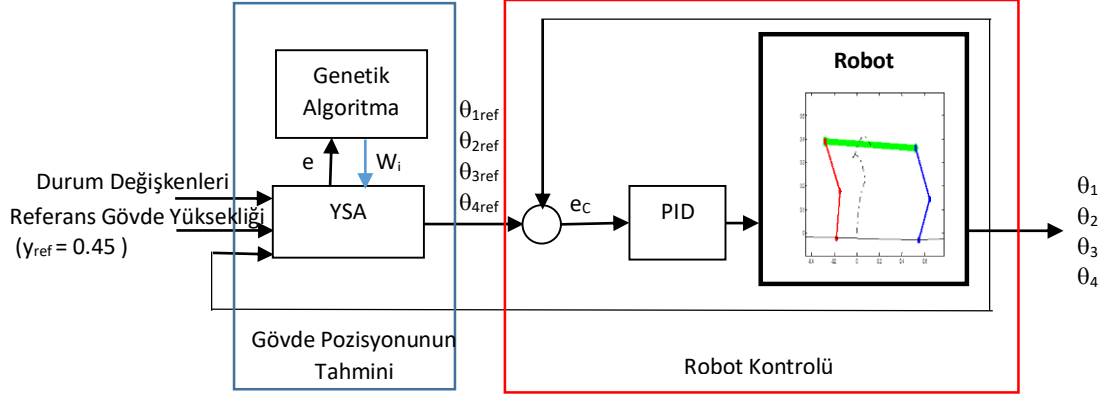 Genetik
Algoritma
e
Wi
Durum Değişkenleri
Referans Gövde Yüksekliği
(yref = 0.45 )
YSA
θ1ref
θ2ref
θ3ref
θ4ref
eC
PID
Robot
θ1
θ2
θ3
θ4
Gövde Pozisyonunun
Tahmini
Robot Kontrolü